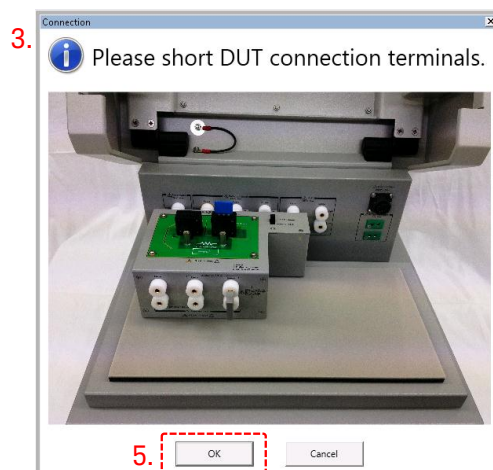 Connection
3.
Please short DUT connection terminals.
5.
OK
Cancel